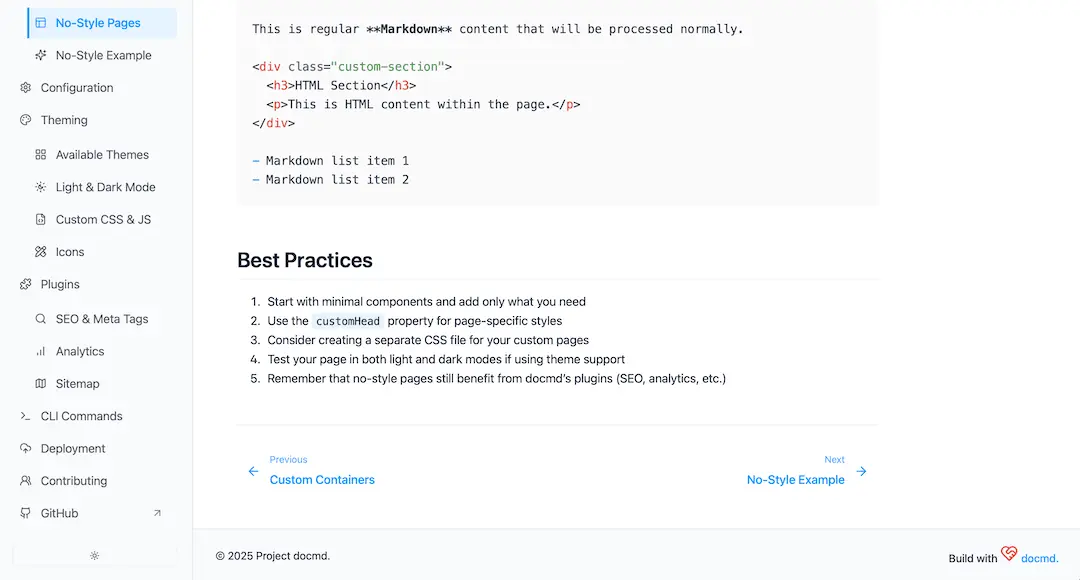 No-Style Pages
No-Style Example
Configuration
Theming
Available Themes
Light & Dark Mode
Custom CSS & JS
Icons
Plugins
SEO & Meta Tags
Analytics
Sitemap
CLI Commands
Deployment
Contributing
GitHub
This is regular **Markdown** content that will be processed normally.
<div class="custom-section">
  <h3>HTML Section</h3>
  <p>This is HTML content within the page.</p>
</div>
- Markdown list item 1
- Markdown list item 2
Best Practices
1. Start with minimal components and add only what you need
2. Use the customHead property for page-specific styles
3. Consider creating a separate CSS file for your custom pages
4. Test your page in both light and dark modes if using theme support
5. Remember that no-style pages still benefit from docmd’s plugins (SEO, analytics, etc.)
Previous
Custom Containers
Next
No-Style Example
© 2025 Project docmd.
Build with docmd.